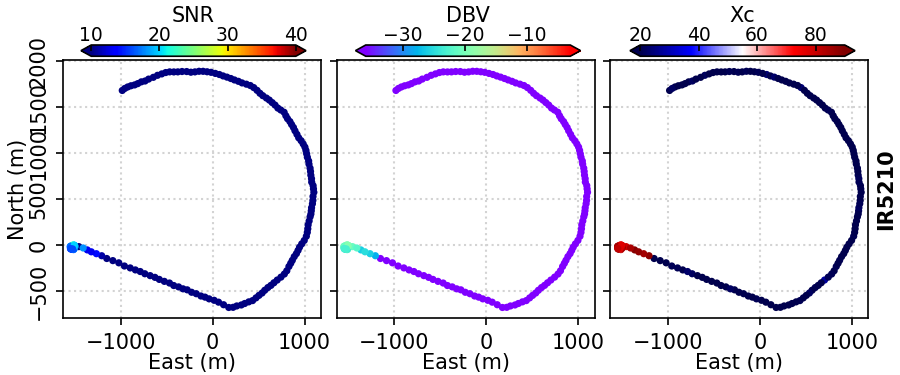 SNR DBV Xc
10 20 30 40 −30 −20 −10 20 40 60 80
North (m)
2000
1500
1000
500
0
−500
−1000 0 1000 −1000 0 1000 −1000 0 1000
East (m) East (m) East (m)
IR5210